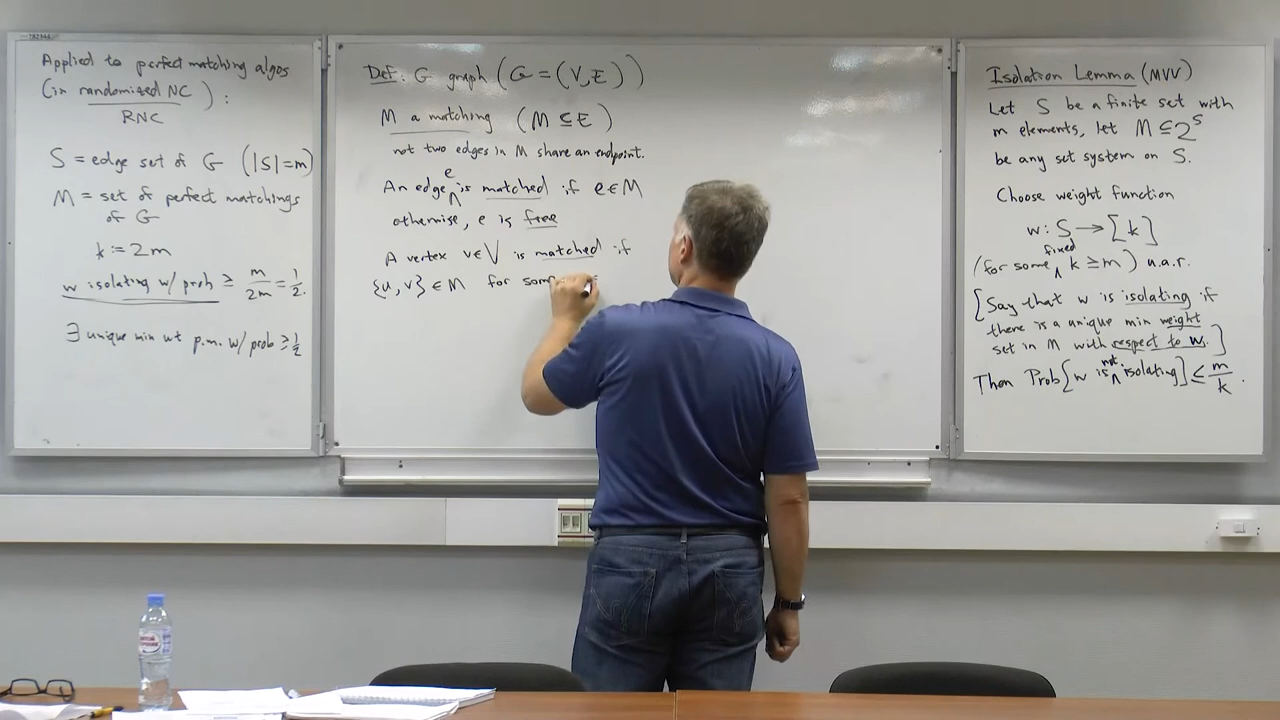 Applied to perfect matching algos
(in randomized NC) :
RNC
S = edge set of G (|S|=m)
M = set of perfect matchings
of G
k := 2m
w isolating w/ prob ≥ m/2m = 1/2.
∃ unique min wt p.m. w/ prob ≥ 1/2
Def: G graph (G = (V,E))
M a matching (M ⊆ E)
not two edges in M share an endpoint.
An edge e is matched if e ∈ M
otherwise, e is free
A vertex v ∈ V is matched if
{u, v} ∈ M for som
Isolation Lemma (MVV)
Let S be a finite set with
m elements, let M ⊆ 2^S
be any set system on S.
Choose weight function
w: S → [k]
(for some fixed k ≥ m) u.a.r.
[Say that w is isolating if
there is a unique min weight
set in M with respect to w.]
Then Prob[w is not isolating] ≤ m/k.